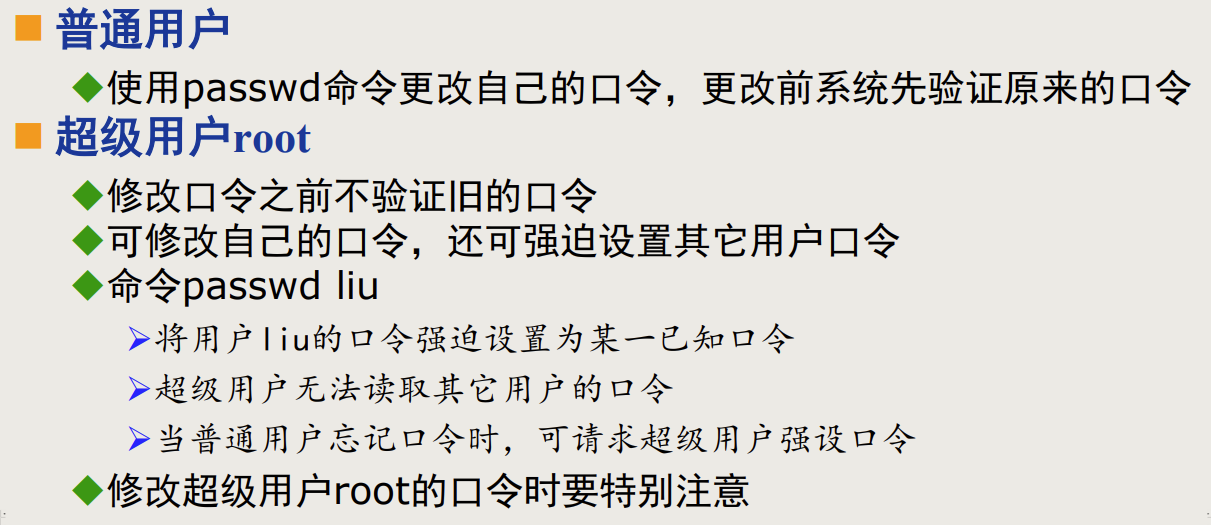 普通用户
使用passwd命令更改自己的口令，更改前系统先验证原来的口令
超级用户root
修改口令之前不验证旧的口令
可修改自己的口令，还可强迫设置其它用户口令
命令passwd liu
将用户liu的口令强迫设置为某一已知口令
超级用户无法读取其它用户的口令
当普通用户忘记口令时，可请求超级用户强设口令
修改超级用户root的口令时要特别注意